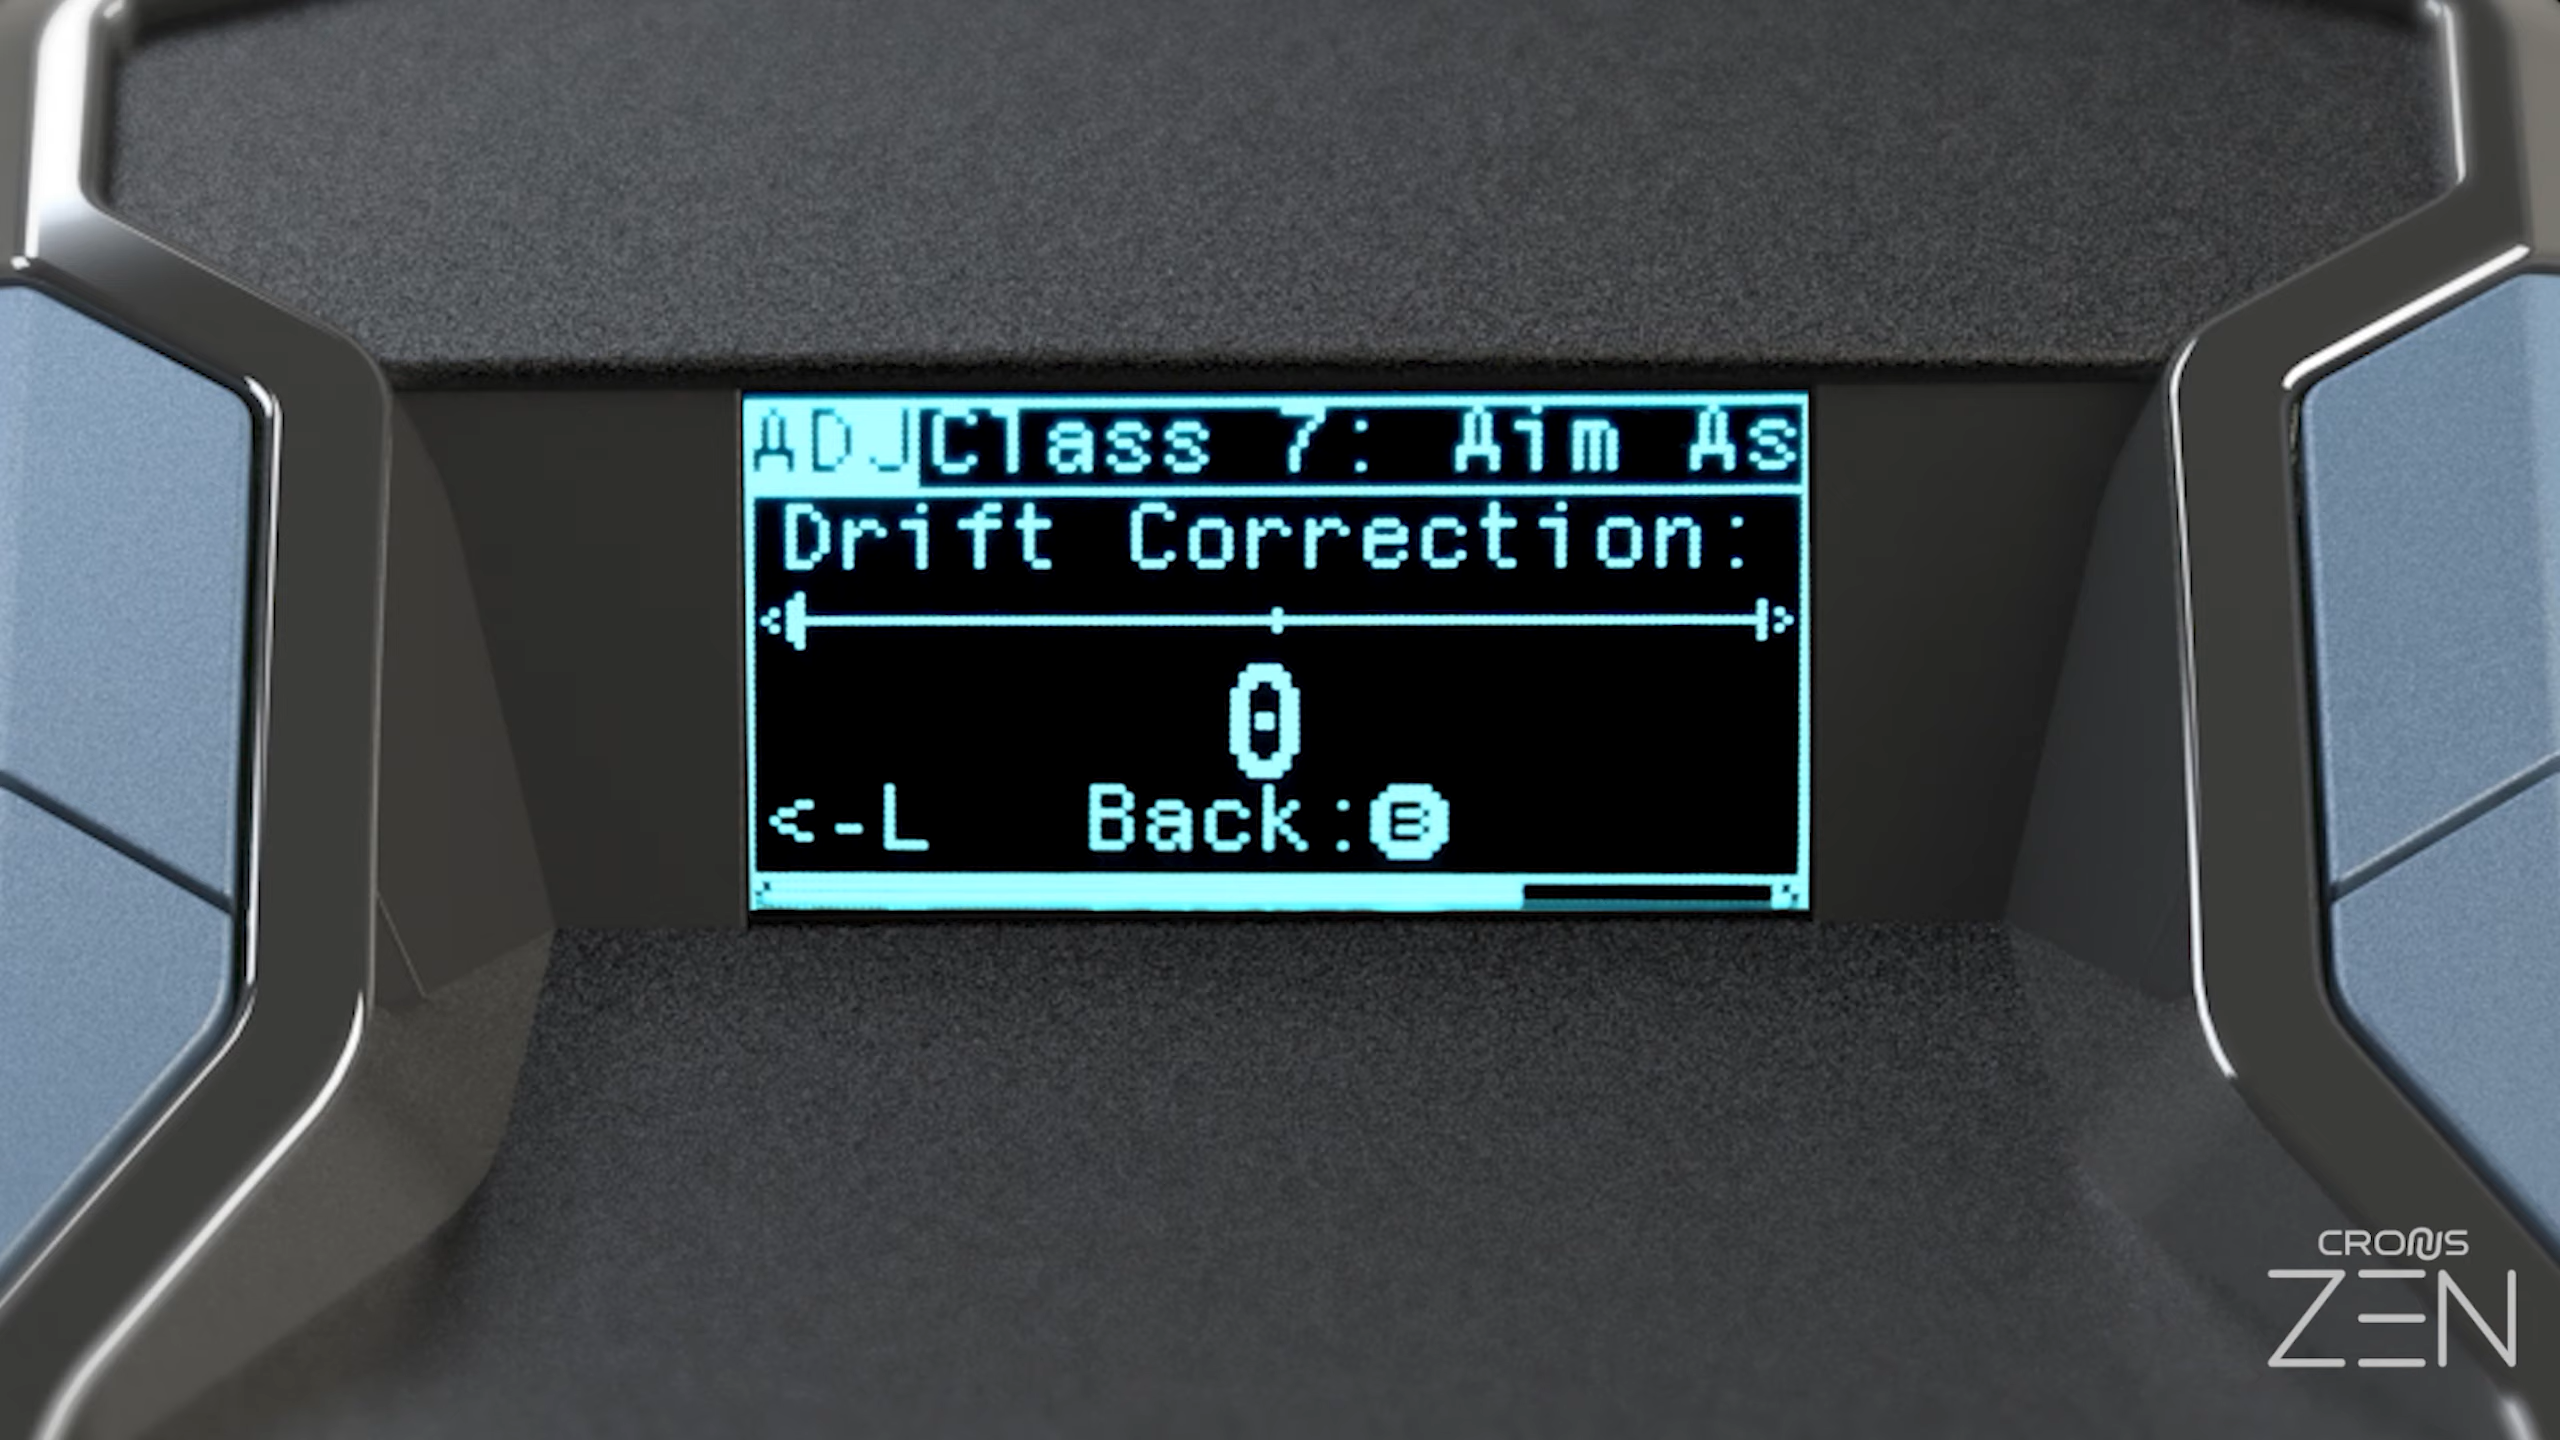 ADJ Class 7: Aim As
Drift Correction:
0
<-L Back:B
CRONUS
ZEN